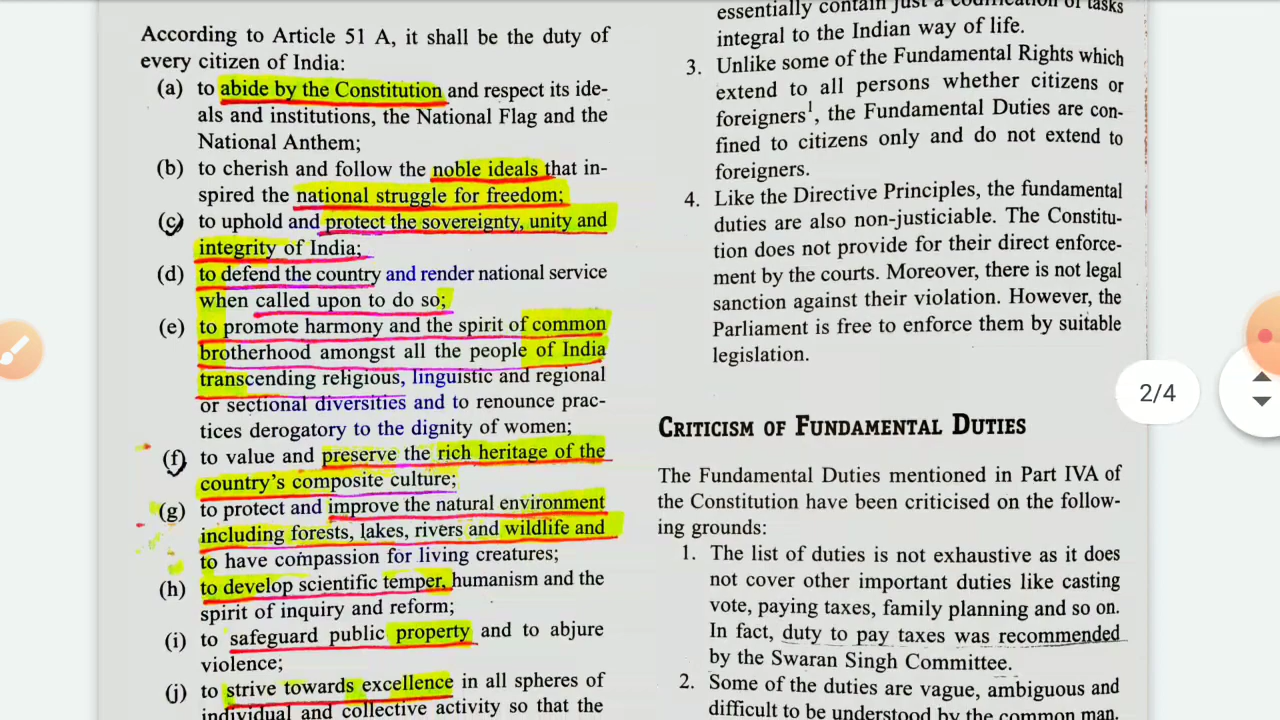 According to Article 51 A, it shall be the duty of
every citizen of India:
(a) to abide by the Constitution and respect its ide-
als and institutions, the National Flag and the
National Anthem;
(b) to cherish and follow the noble ideals that in-
spired the national struggle for freedom;
(c) to uphold and protect the sovereignty, unity and
integrity of India;
(d) to defend the country and render national service
when called upon to do so;
(e) to promote harmony and the spirit of common
brotherhood amongst all the people of India
transcending religious, linguistic and regional
or sectional diversities and to renounce prac-
tices derogatory to the dignity of women;
(f) to value and preserve the rich heritage of the
country's composite culture;
(g) to protect and improve the natural environment
including forests, lakes, rivers and wildlife and
to have compassion for living creatures;
(h) to develop scientific temper, humanism and the
spirit of inquiry and reform;
(i) to safeguard public property and to abjure
violence;
(j) to strive towards excellence in all spheres of
individual and collective activity so that the
essentially contain just a codification of tasks
integral to the Indian way of life.
3. Unlike some of the Fundamental Rights which
extend to all persons whether citizens or
foreigners1, the Fundamental Duties are con-
fined to citizens only and do not extend to
foreigners.
4. Like the Directive Principles, the fundamental
duties are also non-justiciable. The Constitu-
tion does not provide for their direct enforce-
ment by the courts. Moreover, there is not legal
sanction against their violation. However, the
Parliament is free to enforce them by suitable
legislation.
CRITICISM OF FUNDAMENTAL DUTIES
The Fundamental Duties mentioned in Part IVA of
the Constitution have been criticised on the follow-
ing grounds:
1. The list of duties is not exhaustive as it does
not cover other important duties like casting
vote, paying taxes, family planning and so on.
In fact, duty to pay taxes was recommended
by the Swaran Singh Committee.
2. Some of the duties are vague, ambiguous and
difficult to be understood by the common man.
2/4